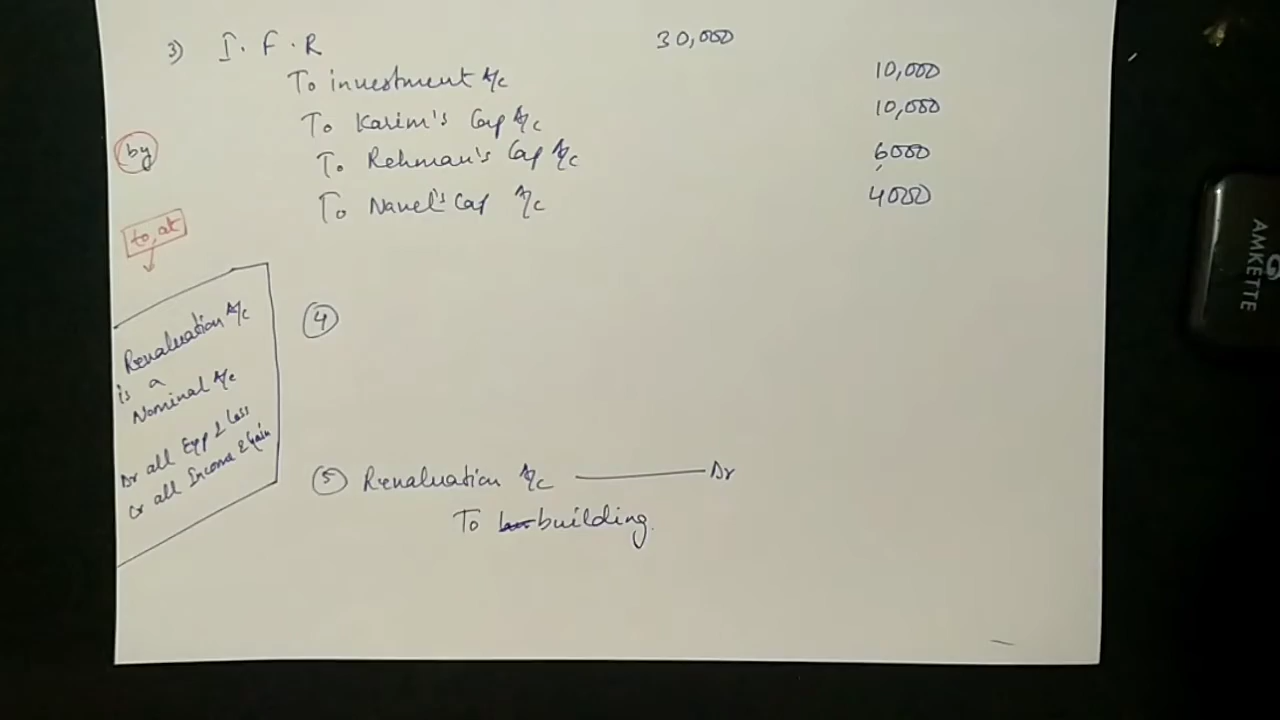 3) I.F.R 30,000
To investment A/c 10,000
To Karim's Cap A/c 10,000
To Rehman's Cap A/c 6000
To Navel's Cap A/c 4000
by
to, at
Revaluation A/c
is a
Nominal A/c
Dr all Exp & Loss
Cr all Income & Gain
4
5 Revaluation A/c Dr
To building
AMKETTE